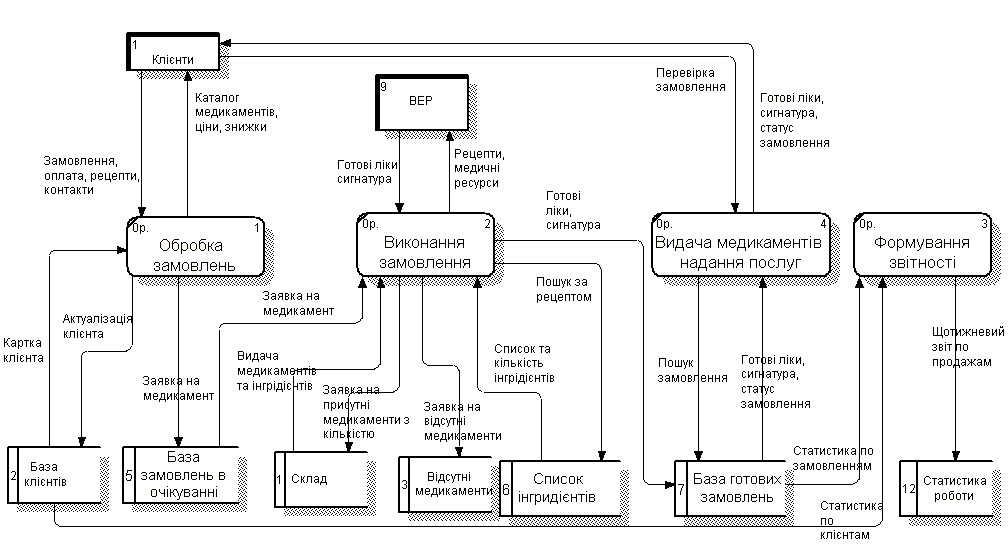 1
Клієнти
9
ВЕР
Каталог
медикаментів,
ціни, знижки
Перевірка
замовлення
Готові ліки,
сигнатура,
статус
замовлення
Замовлення,
оплата, рецепти,
контакти
Готові ліки
сигнатура
Рецепти,
медичні
ресурси
Готові
ліки,
сигнатура
0р. 1
Обробка
замовлень
0р. 2
Виконання
замовлення
0р. 4
Видача медикаментів
надання послуг
0р. 3
Формування
звітності
Картка
клієнта
Актуалізація
клієнта
Заявка на
медикамент
Заявка на
медикамент
Видача
медикаментів
та інгрідієнтів
Заявка на
присутні
медикаменти з
кількістю
Заявка на
відсутні
медикаменти
Список та
кількість
інгрідієнтів
Пошук за
рецептом
Пошук
замовлення
Готові ліки,
сигнатура,
статус
замовлення
Щотижневий
звіт по
продажам
Статистика по
замовленням
Статистика
по
клієнтам
2
База
клієнтів
5
База
замовлень в
очікуванні
1
Склад
3
Відсутні
медикаменти
6
Список
інгридієнтів
7
База готових
замовлень
12
Статистика
роботи